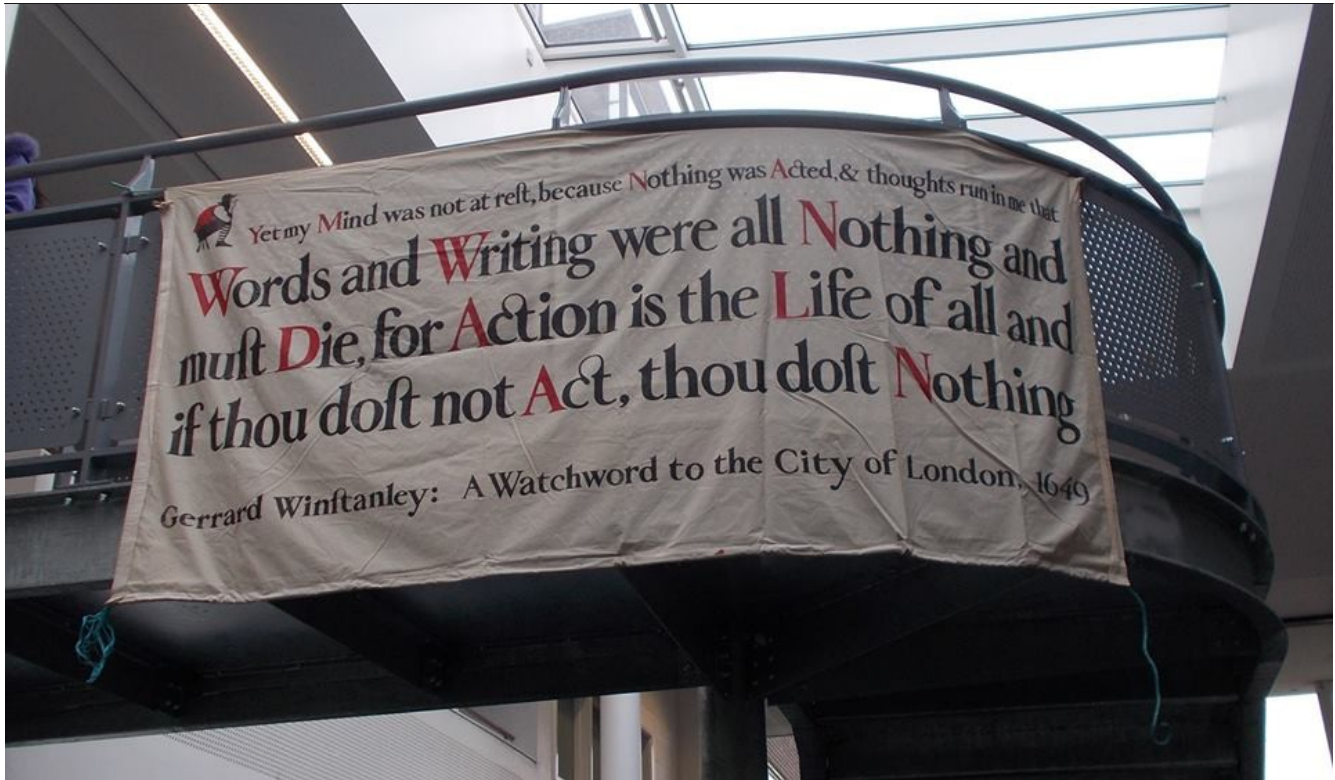 Yet my Mind was not at reſt, because Nothing was Acted, & thoughts run in me that
Words and Writing were all Nothing and
muſt Die, for Action is the Life of all and
if thou doſt not Act, thou doſt Nothing
Gerrard Winſtanley: A Watchword to the City of London, 1649